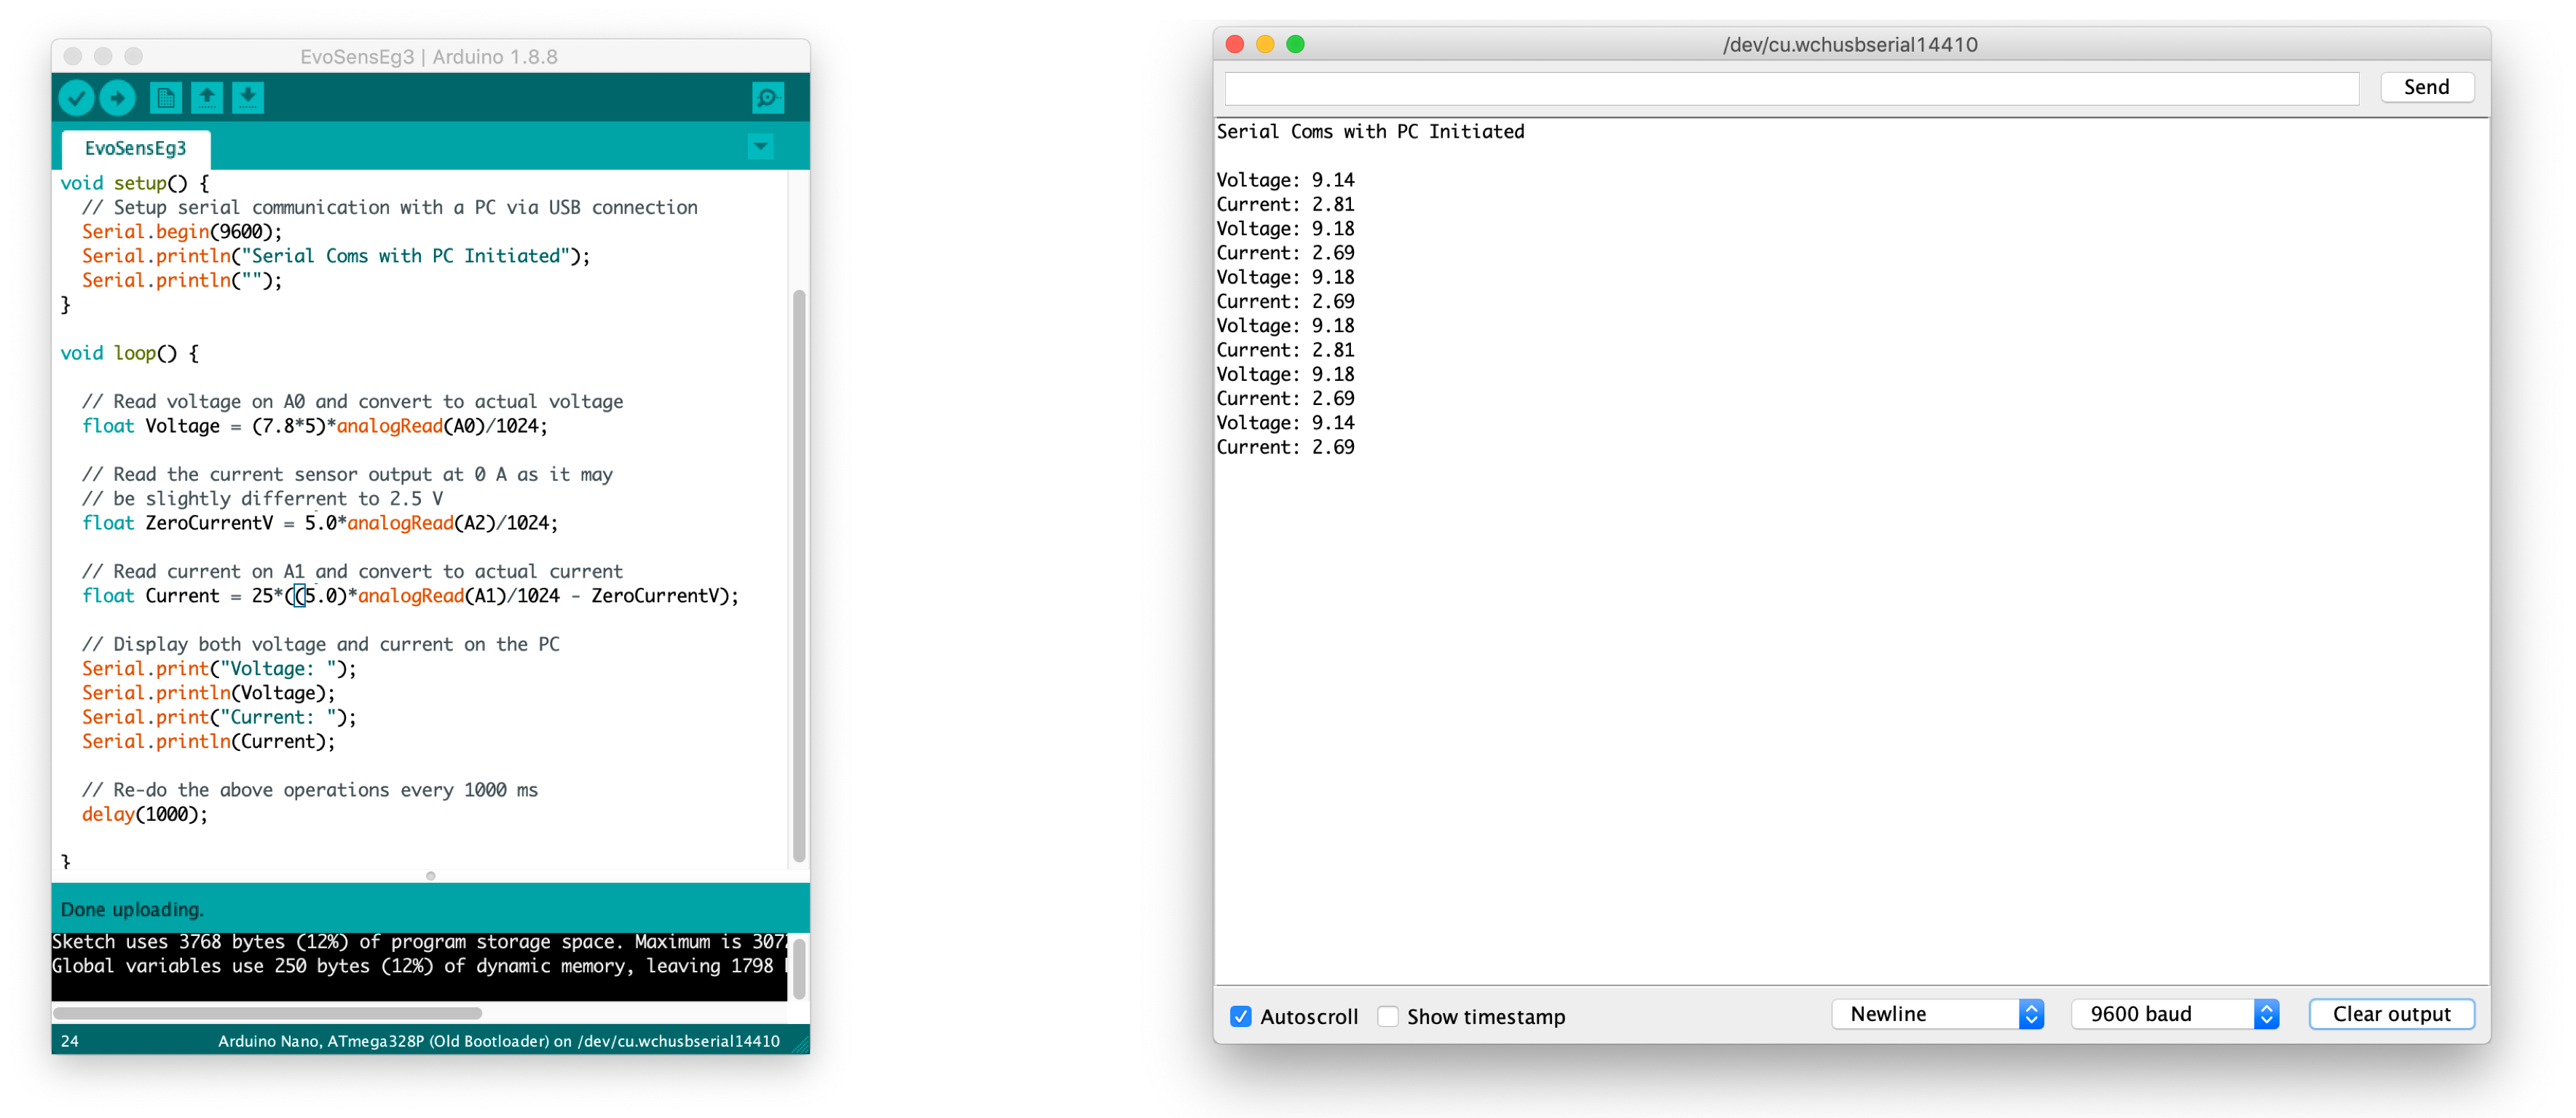 EvoSensEg3 | Arduino 1.8.8
EvoSensEg3
void setup() {
// Setup serial communication with a PC via USB connection
Serial.begin(9600);
Serial.println("Serial Coms with PC Initiated");
Serial.println("");
}
void loop() {
// Read voltage on A0 and convert to actual voltage
float Voltage = (7.8*5)*analogRead(A0)/1024;
// Read the current sensor output at 0 A as it may
// be slightly differrent to 2.5 V
float ZeroCurrentV = 5.0*analogRead(A2)/1024;
// Read current on A1 and convert to actual current
float Current = 25*((5.0)*analogRead(A1)/1024 - ZeroCurrentV);
// Display both voltage and current on the PC
Serial.print("Voltage: ");
Serial.println(Voltage);
Serial.print("Current: ");
Serial.println(Current);
// Re-do the above operations every 1000 ms
delay(1000);
}
Done uploading.
Sketch uses 3768 bytes (12%) of program storage space. Maximum is
Global variables use 250 bytes (12%) of dynamic memory, leaving 1798
24
Arduino Nano, ATmega328P (Old Bootloader) on /dev/cu.wchusbserial14410
/dev/cu.wchusbserial14410
Send
Serial Coms with PC Initiated
Voltage: 9.14
Current: 2.81
Voltage: 9.18
Current: 2.69
Voltage: 9.18
Current: 2.69
Voltage: 9.18
Current: 2.81
Voltage: 9.18
Current: 2.69
Voltage: 9.14
Current: 2.69
Autoscroll
Show timestamp
Newline
9600 baud
Clear output